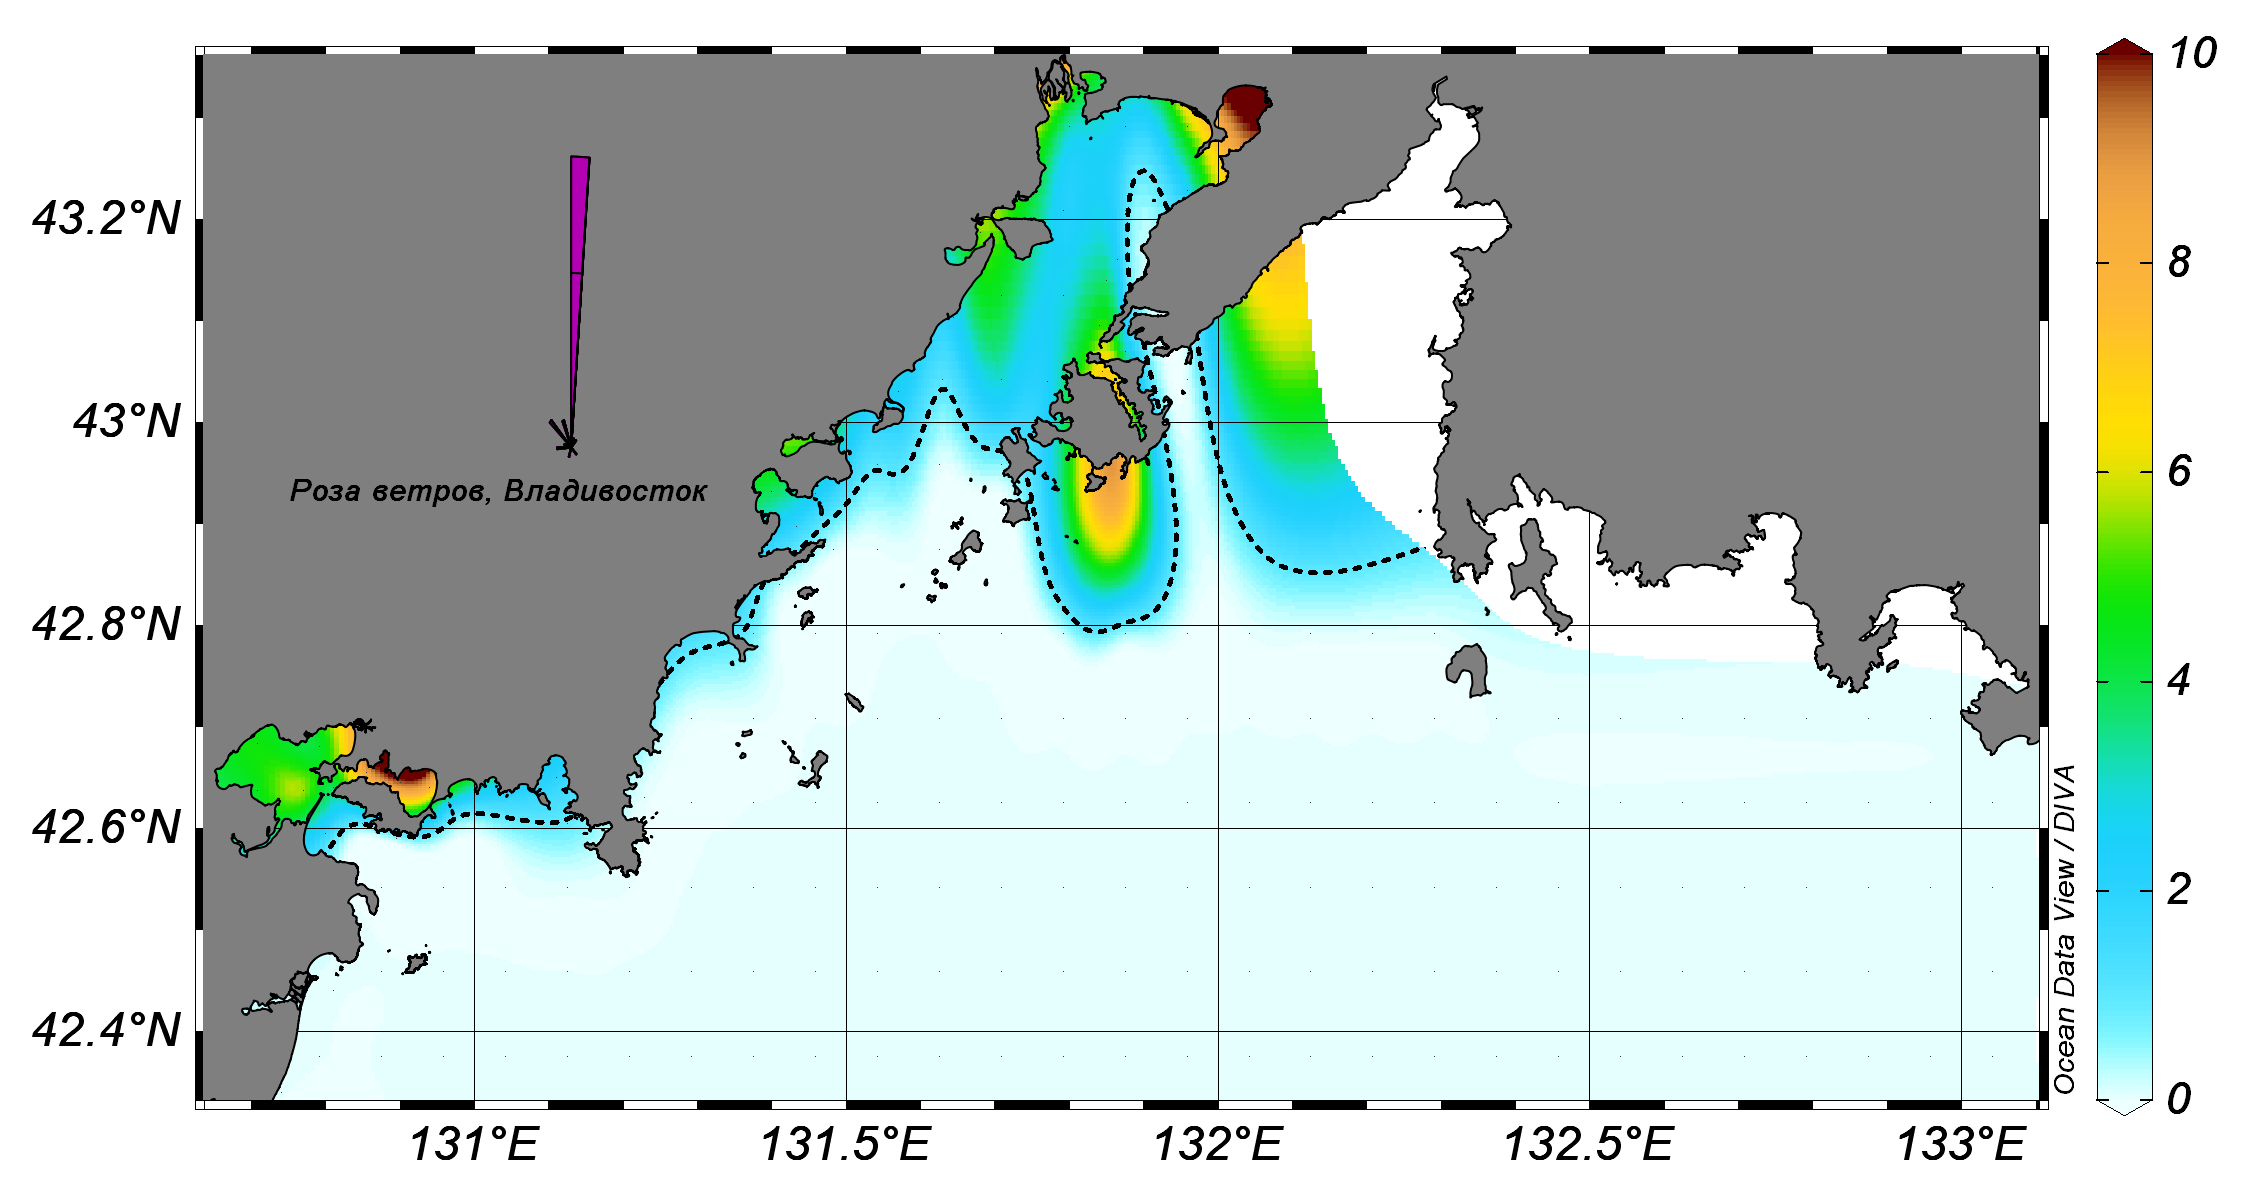 10
43.2°N
8
43°N
Роза ветров, Владивосток
6
42.8°N
4
42.6°N
2
42.4°N
0
Ocean Data View / DIVA
131°E
131.5°E
132°E
132.5°E
133°E